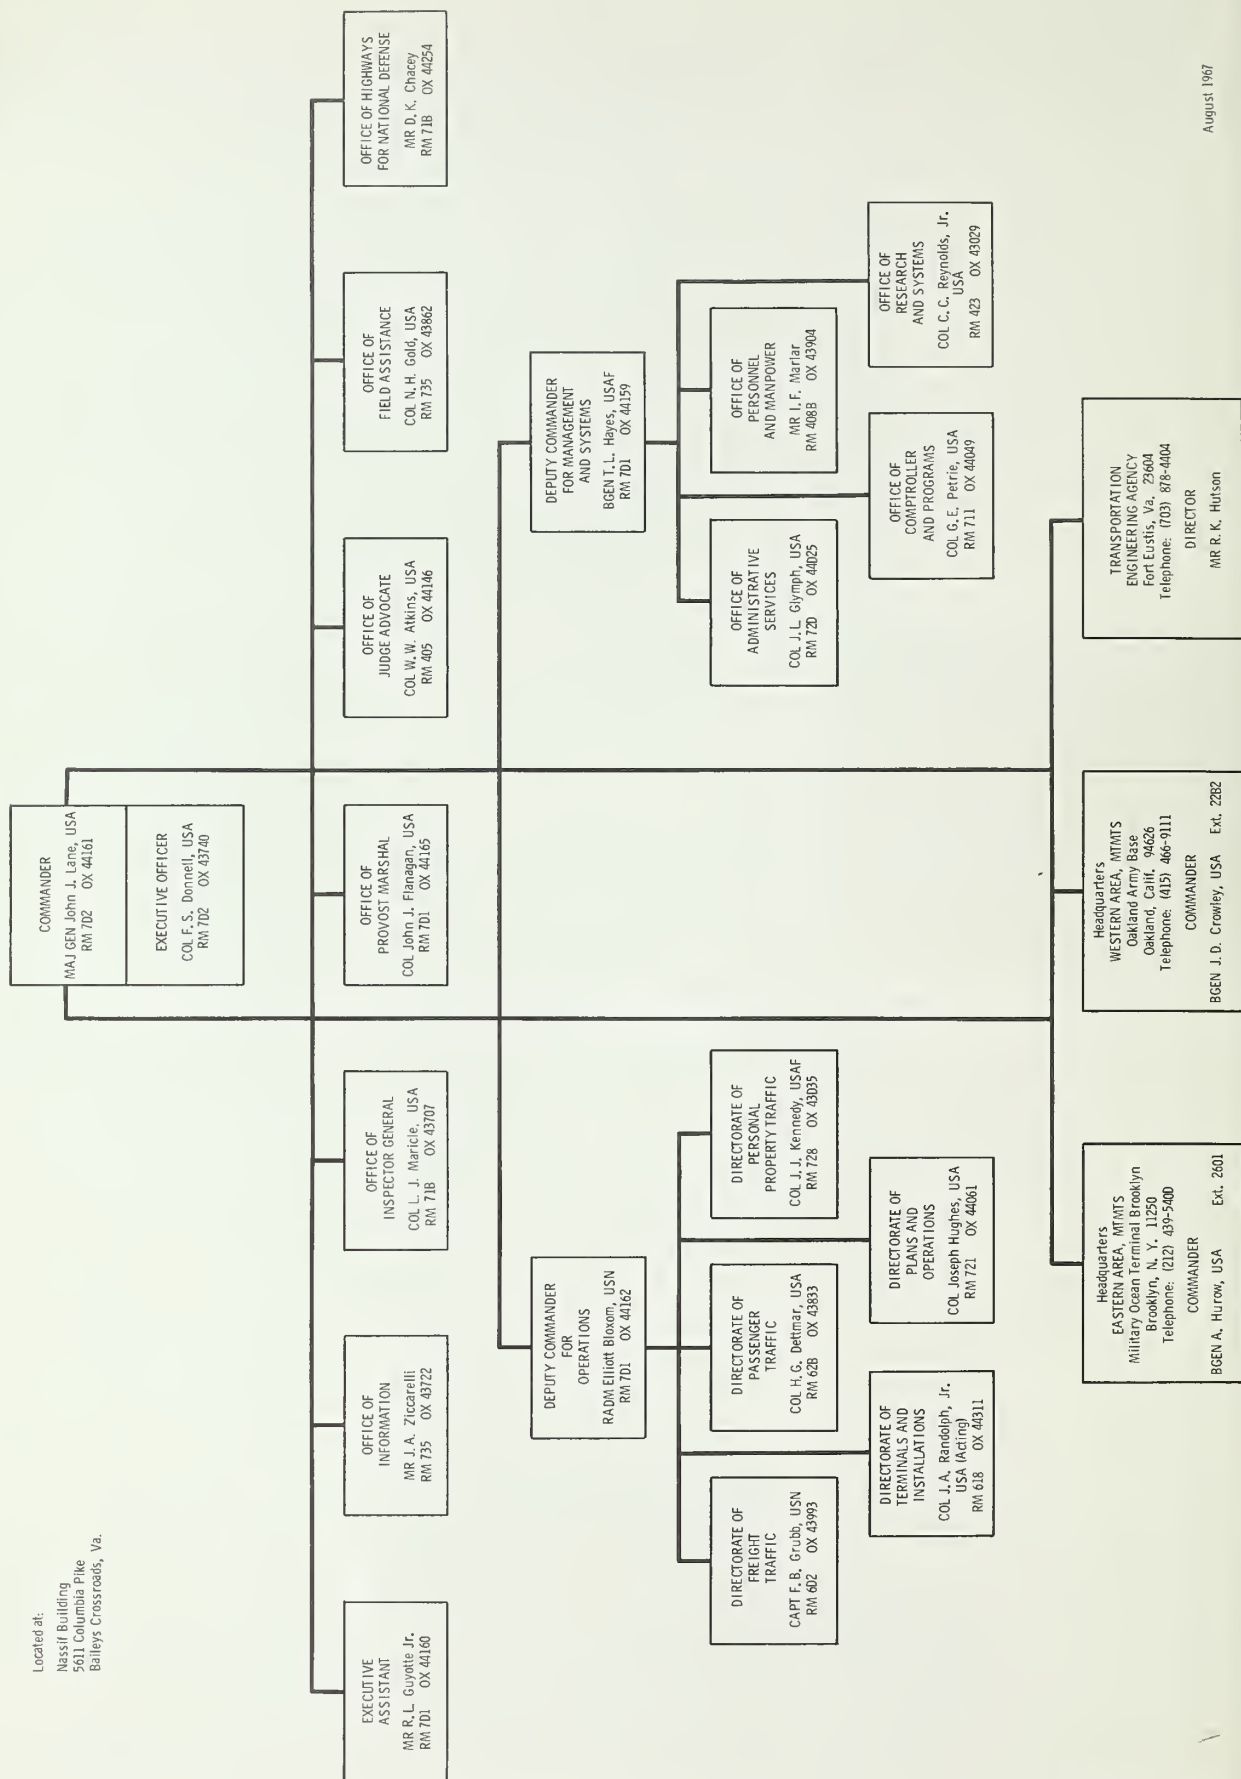 Located at:
Nassif Building
5611 Columbia Pike
Baileys Crossroads, Va.
COMMANDER
MAJ GEN John J. Lane, USA
RM 7D2 OX 44161
EXECUTIVE OFFICER
COL F.S. Donnell, USA
RM 7D2 OX 43740
EXECUTIVE
ASSISTANT
MR R.L. Guyotte Jr.
RM 7D1 OX 44160
OFFICE OF
INFORMATION
MR J.A. Ziccarelli
RM 735 OX 43722
OFFICE OF
INSPECTOR GENERAL
COL L. J. Maricle, USA
RM 71B OX 43707
OFFICE OF
PROVOST MARSHAL
COL John J. Flanagan, USA
RM 7D1 OX 44165
OFFICE OF
JUDGE ADVOCATE
COL W.W. Atkins, USA
RM 405 OX 44146
OFFICE OF
FIELD ASSISTANCE
COL N.H. Gold, USA
RM 735 OX 43862
OFFICE OF HIGHWAYS
FOR NATIONAL DEFENSE
MR D.K. Chacey
RM 71B OX 44254
DEPUTY COMMANDER
FOR
OPERATIONS
RADM Elliott Bloxom, USN
RM 7D1 OX 44162
DEPUTY COMMANDER
FOR MANAGEMENT
AND SYSTEMS
BGEN T.L. Hayes, USAF
RM 7D1 OX 44159
DIRECTORATE OF
FREIGHT
TRAFFIC
CAPT F.B. Grubb, USN
RM 6D2 OX 43993
DIRECTORATE OF
PASSENGER
TRAFFIC
COL H.G. Dettmar, USA
RM 62B OX 43833
DIRECTORATE OF
PERSONAL
PROPERTY TRAFFIC
COL J.J. Kennedy, USAF
RM 728 OX 43D35
OFFICE OF
ADMINISTRATIVE
SERVICES
COL J.L. Glymph, USA
RM 72D OX 44D25
OFFICE OF
PERSONNEL
AND MANPOWER
MR I.F. Marlar
RM 408B OX 43904
DIRECTORATE OF
TERMINALS AND
INSTALLATIONS
COL J.A. Randolph, Jr.
USA (Acting)
RM 618 OX 44311
DIRECTORATE OF
PLANS AND
OPERATIONS
COL Joseph Hughes, USA
RM 721 OX 44061
OFFICE OF
COMPTROLLER
AND PROGRAMS
COL G.E. Petrie, USA
RM 711 OX 44049
OFFICE OF
RESEARCH
AND SYSTEMS
COL C.C. Reynolds, Jr.
USA
RM 423 OX 43029
Headquarters
EASTERN AREA, MTMTS
Military Ocean Terminal Brooklyn
Brooklyn, N.Y. 11250
Telephone: (212) 439-540D
COMMANDER
BGEN A. Hurow, USA Ext. 2601
Headquarters
WESTERN AREA, MTMTS
Oakland Army Base
Oakland, Calif. 94626
Telephone: (415) 466-9111
COMMANDER
BGEN J.D. Crowley, USA Ext. 22B2
TRANSPORTATION
ENGINEERING AGENCY
Fort Eustis, Va. 23604
Telephone: (703) 878-4404
DIRECTOR
MR R.K. Hutson
August 1967